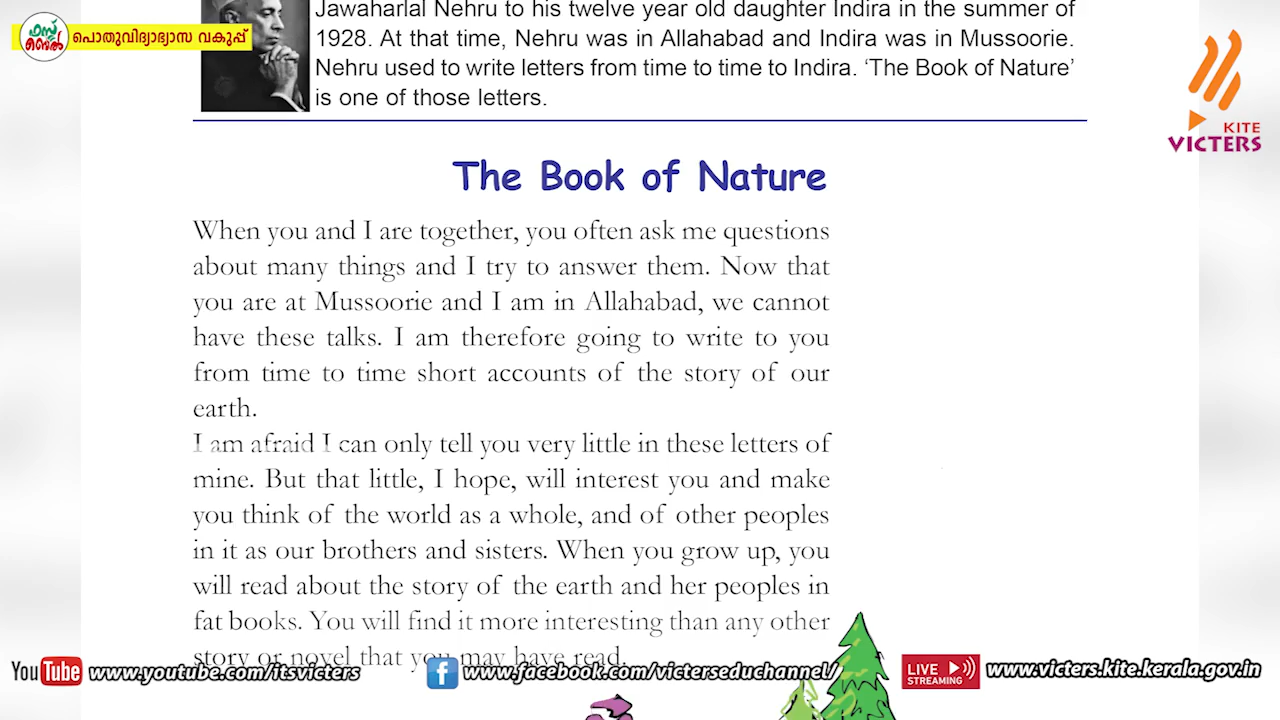 ഫസ്റ്റ്
ബെൽ
പൊതുവിദ്യാഭ്യാസ വകുപ്പ്
Jawaharlal Nehru to his twelve year old daughter Indira in the summer of
1928. At that time, Nehru was in Allahabad and Indira was in Mussoorie.
Nehru used to write letters from time to time to Indira. ‘The Book of Nature’
is one of those letters.
KITE
VICTERS
The Book of Nature
When you and I are together, you often ask me questions
about many things and I try to answer them. Now that
you are at Mussoorie and I am in Allahabad, we cannot
have these talks. I am therefore going to write to you
from time to time short accounts of the story of our
earth.
I am afraid I can only tell you very little in these letters of
mine. But that little, I hope, will interest you and make
you think of the world as a whole, and of other peoples
in it as our brothers and sisters. When you grow up, you
will read about the story of the earth and her peoples in
fat books. You will find it more interesting than any other
story or novel that you may have read.
YouTube www.youtube.com/itsvicters
f www.facebook.com/victerseduchannel/
LIVE
STREAMING
www.victers.kite.kerala.gov.in